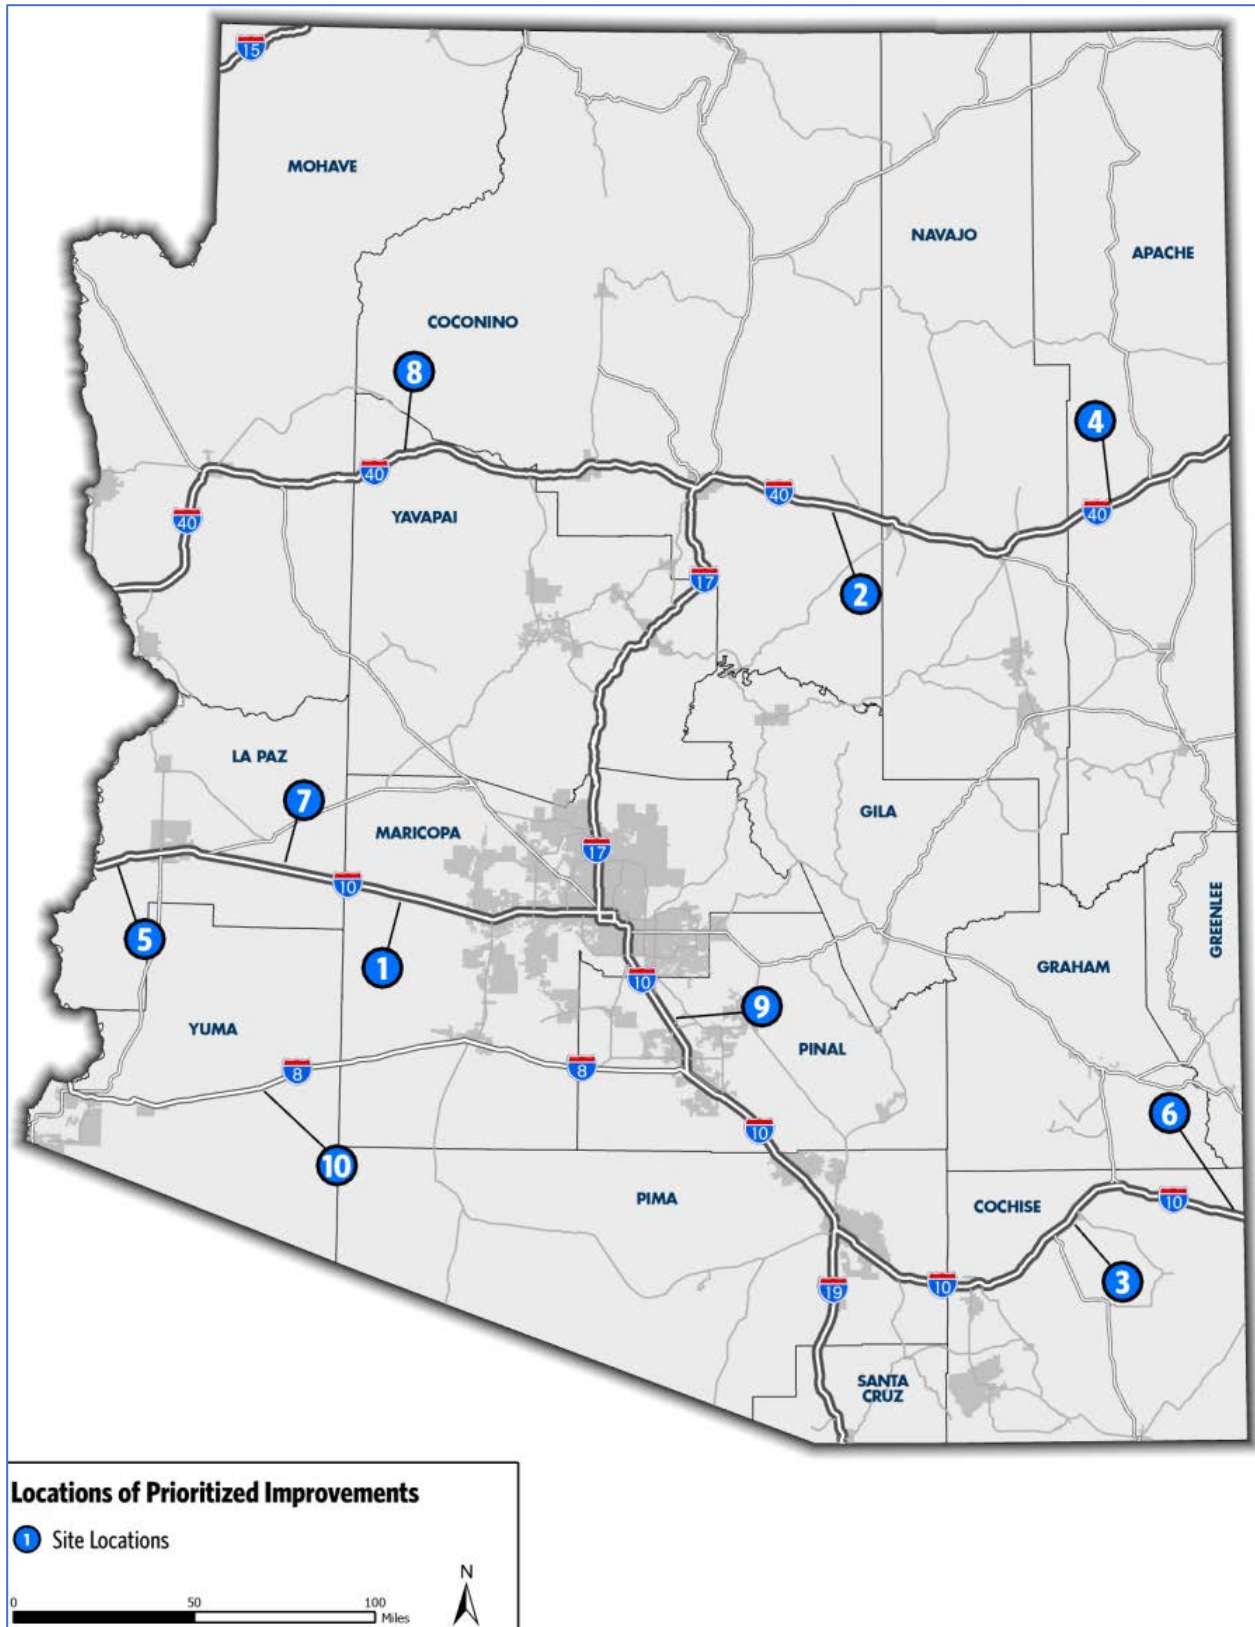 15
MOHAVE
NAVAJO
APACHE
COCONINO
8
4
40
40
40
40
YAVAPAI
17
2
LA PAZ
7
MARICOPA
GILA
17
10
GREENLEE
5
1
GRAHAM
10
9
YUMA
PINAL
8
8
6
10
10
PIMA
COCHISE
10
3
19
10
SANTA
CRUZ
Locations of Prioritized Improvements
1 Site Locations
N
0 50 100
Miles